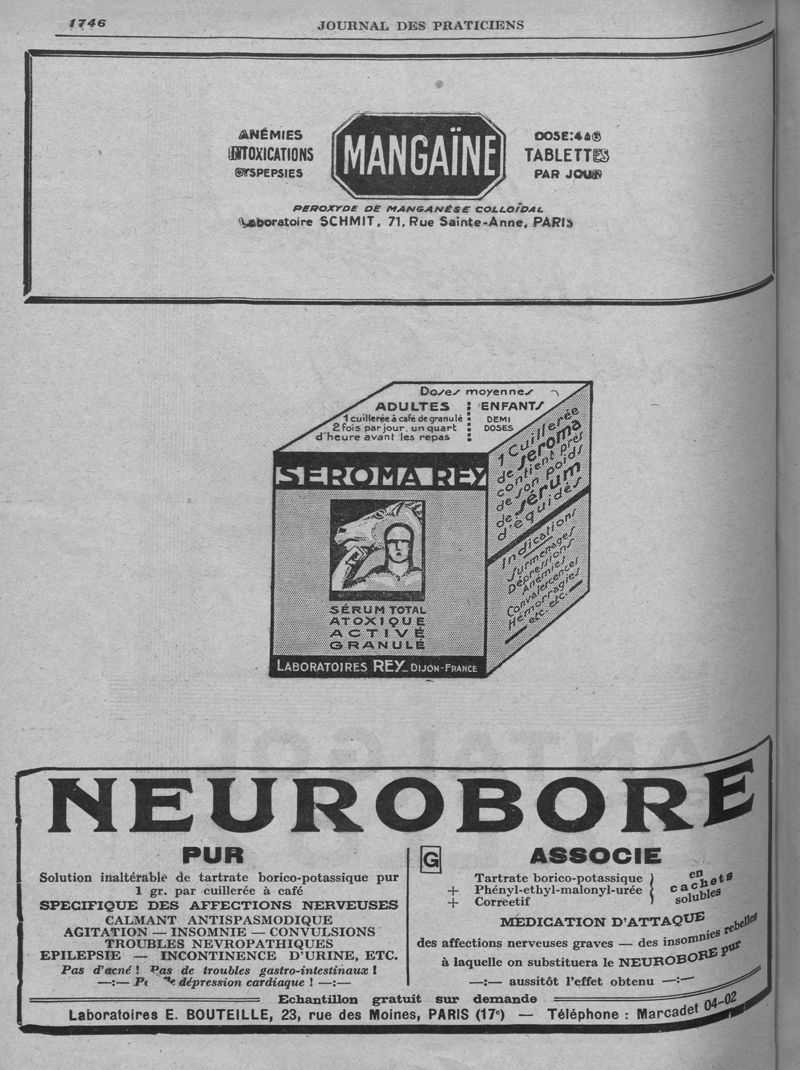 1746
JOURNAL DES PRATICIENS
ANÉMIES
INTOXICATIONS
DYSPEPSIES
MANGAÏNE
DOSE: 4 à 6
TABLETTES
PAR JOUR
PEROXYDE DE MANGANÈSE COLLOÏDAL
Laboratoire SCHMIT, 71, Rue Sainte-Anne, PARIS
Doses moyennes
ADULTES
1 cuillerée à café de granulé
2 fois par jour, un quart
d'heure avant les repas
ENFANTS
DEMI
DOSES
SEROMA REY
SÉRUM TOTAL
ATOXIQUE
ACTIVÉ
GRANULÉ
LABORATOIRES REY_ DIJON-FRANCE
1 Cuillerée
de seroma
contient près
de son poids
de sérum
d'équidés
Indications
Surmenages
Dépressions
Anémies
Convalescences
Hémorragies
etc. etc.
NEUROBORE
PUR
Solution inaltérable de tartrate borico-potassique pur
1 gr. par cuillerée à café
SPECIFIQUE DES AFFECTIONS NERVEUSES
CALMANT ANTISPASMODIQUE
AGITATION — INSOMNIE — CONVULSIONS
TROUBLES NEVROPATHIQUES
EPILEPSIE — INCONTINENCE D'URINE, ETC.
Pas d'acné ! Pas de troubles gastro-intestinaux !
—:— de dépression cardiaque ! —:—
G
ASSOCIE
Tartrate borico-potassique
+ Phényl-ethyl-malonyl-urée
+ Correctif
en
cachets
solubles
MEDICATION D'ATTAQUE
des affections nerveuses graves — des insomnies rebelles
à laquelle on substituera le NEUROBORE pur
—:— aussitôt l'effet obtenu —:—
Echantillon gratuit sur demande
Laboratoires E. BOUTEILLE, 23, rue des Moines, PARIS (17e) — Téléphone : Marcadet 04-02